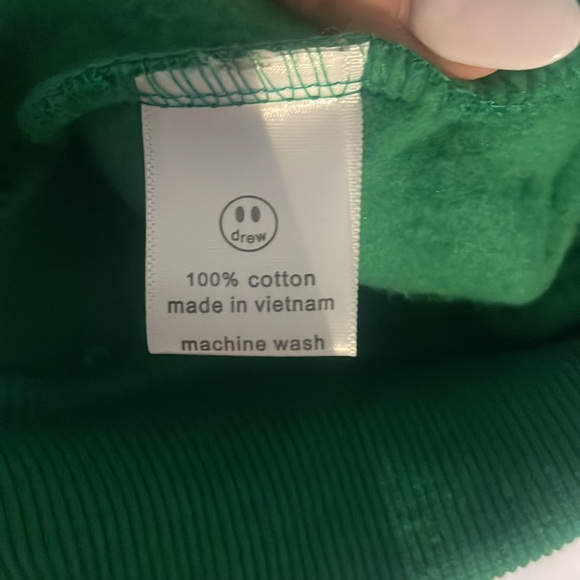 drew
100% cotton
made in vietnam
machine wash